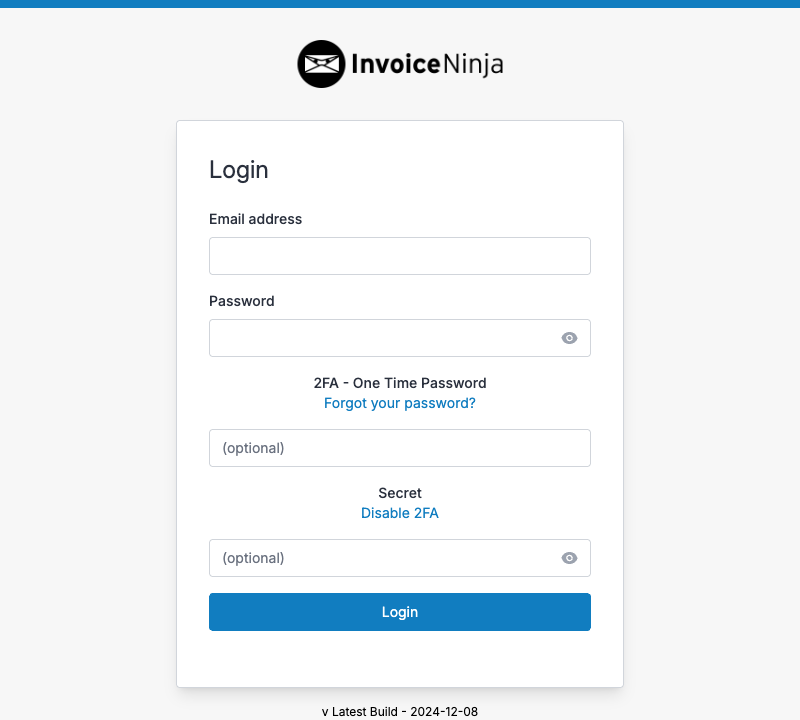 InvoiceNinja
Login
Email address
Password
2FA - One Time Password
Forgot your password?
(optional)
Secret
Disable 2FA
(optional)
Login
v Latest Build - 2024-12-08